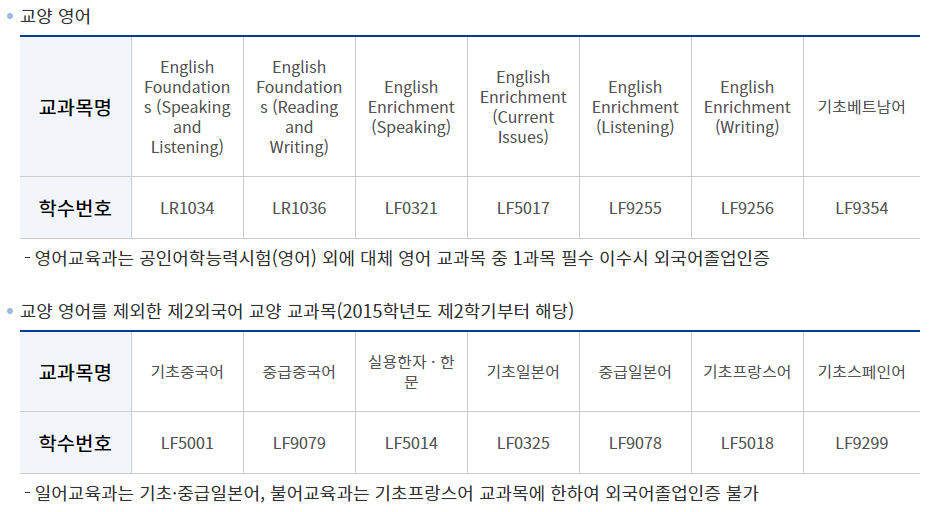 교양 영어
교과목명
English Foundation s (Speaking and Listening)
English Foundation s (Reading and Writing)
English Enrichment (Speaking)
English Enrichment (Current Issues)
English Enrichment (Listening)
English Enrichment (Writing)
기초베트남어
학수번호 LR1034 LR1036 LF0321 LF5017 LF9255 LF9256 LF9354
- 영어교육과는 공인어학능력시험(영어) 외에 대체 영어 교과목 중 1과목 필수 이수시 외국어졸업인증
교양 영어를 제외한 제2외국어 교양 교과목(2015학년도 제2학기부터 해당)
교과목명 기초중국어 중급중국어 실용한자 · 한문 기초일본어 중급일본어 기초프랑스어 기초스페인어
학수번호 LF5001 LF9079 LF5014 LF0325 LF9078 LF5018 LF9299
- 일어교육과는 기초·중급일본어, 불어교육과는 기초프랑스어 교과목에 한하여 외국어졸업인증 불가